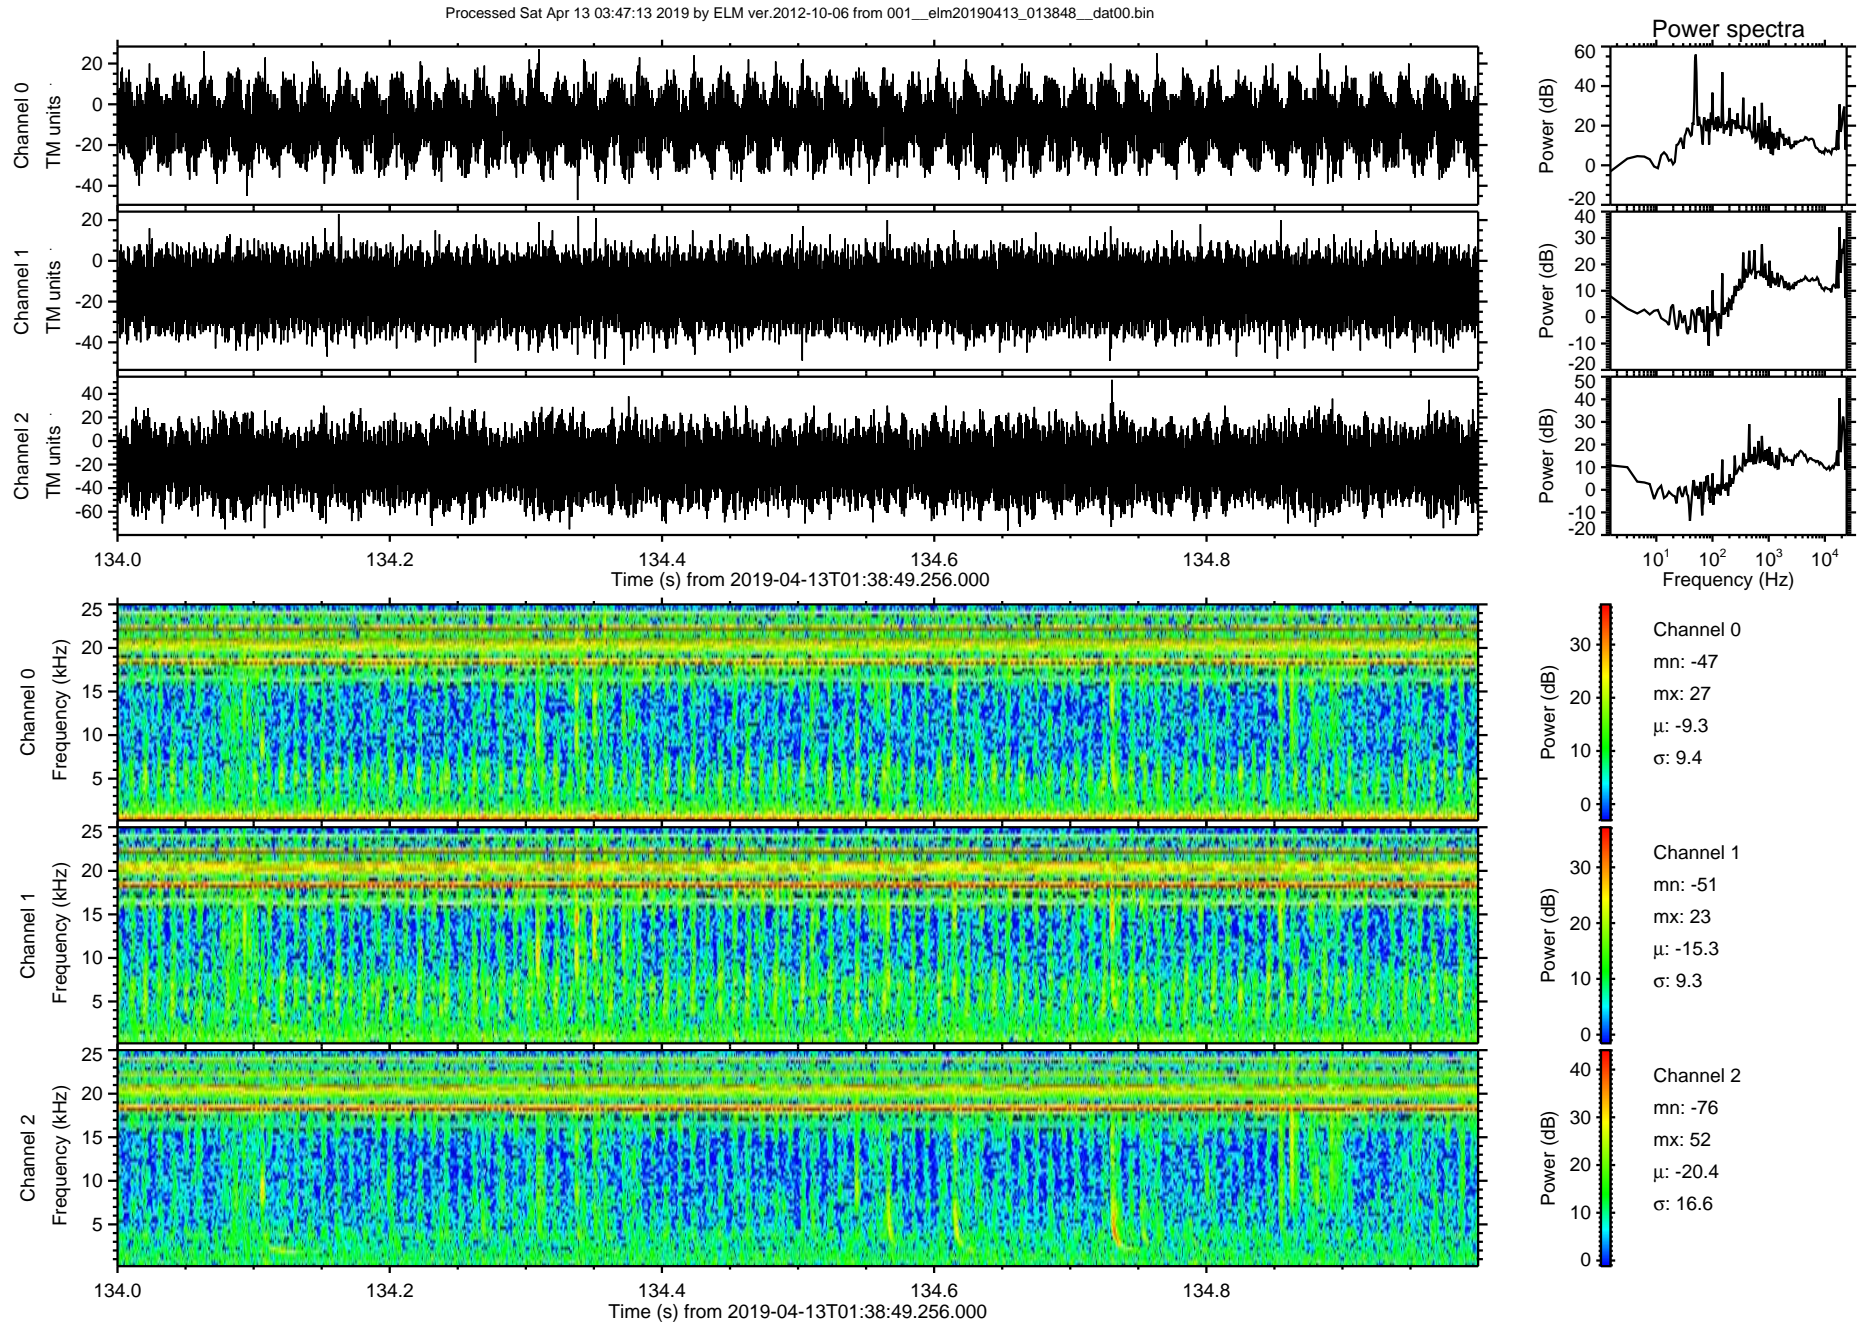 Processed Sat Apr 13 03:47:13 2019 by ELM ver.2012-10-06 from 001__elm20190413_013848__dat00.bin
Power spectra
Channel 0
TM units
20
0
-20
-40
Power (dB)
60
40
20
0
-20
Channel 1
TM units
20
0
-20
-40
Power (dB)
40
30
20
10
0
-10
-20
Channel 2
TM units
40
20
0
-20
-40
-60
Power (dB)
50
40
30
20
10
0
-10
-20
134.0 134.2 134.4 134.6 134.8
Time (s) from 2019-04-13T01:38:49.256.000
10¹ 10² 10³ 10⁴
Frequency (Hz)
Channel 0
Frequency (kHz)
25
20
15
10
5
Power (dB)
30
20
10
0
Channel 0
mn: -47
mx: 27
μ: -9.3
σ: 9.4
Channel 1
Frequency (kHz)
25
20
15
10
5
Power (dB)
30
20
10
0
Channel 1
mn: -51
mx: 23
μ: -15.3
σ: 9.3
Channel 2
Frequency (kHz)
25
20
15
10
5
Power (dB)
40
30
20
10
0
Channel 2
mn: -76
mx: 52
μ: -20.4
σ: 16.6
134.0 134.2 134.4 134.6 134.8
Time (s) from 2019-04-13T01:38:49.256.000